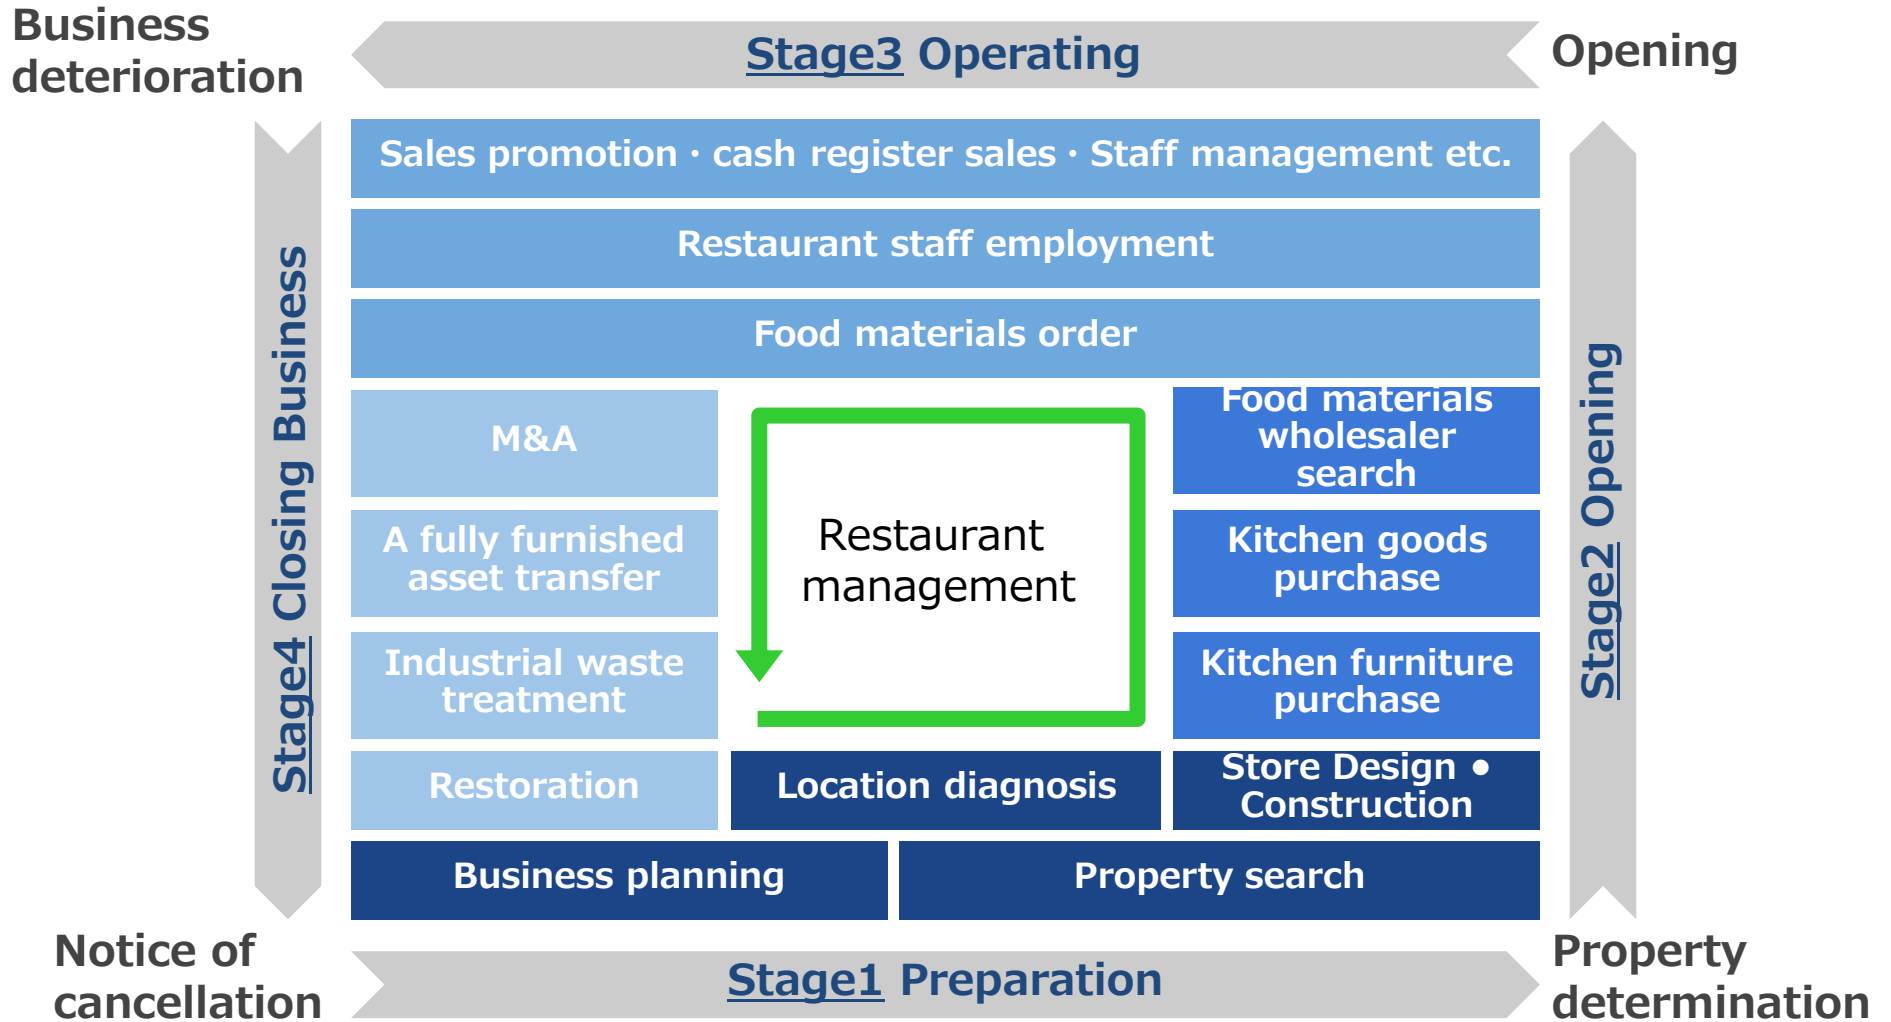 Business
deterioration
Stage3 Operating
Opening
Sales promotion・cash register sales・Staff management etc.
Restaurant staff employment
Food materials order
Stage4 Closing Business
M&A
A fully furnished
asset transfer
Industrial waste
treatment
Restoration
Restaurant
management
Food materials
wholesaler
search
Kitchen goods
purchase
Kitchen furniture
purchase
Stage2 Opening
Location diagnosis
Store Design ●
Construction
Business planning
Property search
Notice of
cancellation
Stage1 Preparation
Property
determination